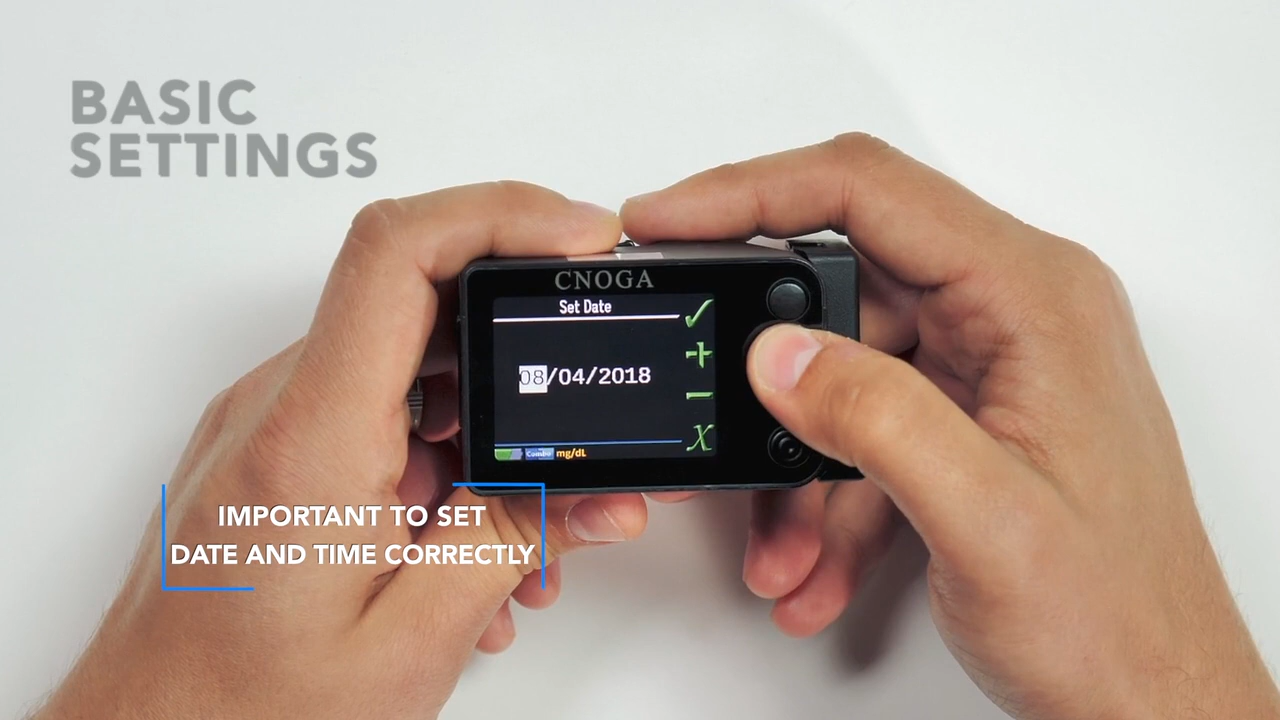 BASIC
SETTINGS
CNOGA
Set Date
08/04/2018
Combo mg/dL
IMPORTANT TO SET
DATE AND TIME CORRECTLY